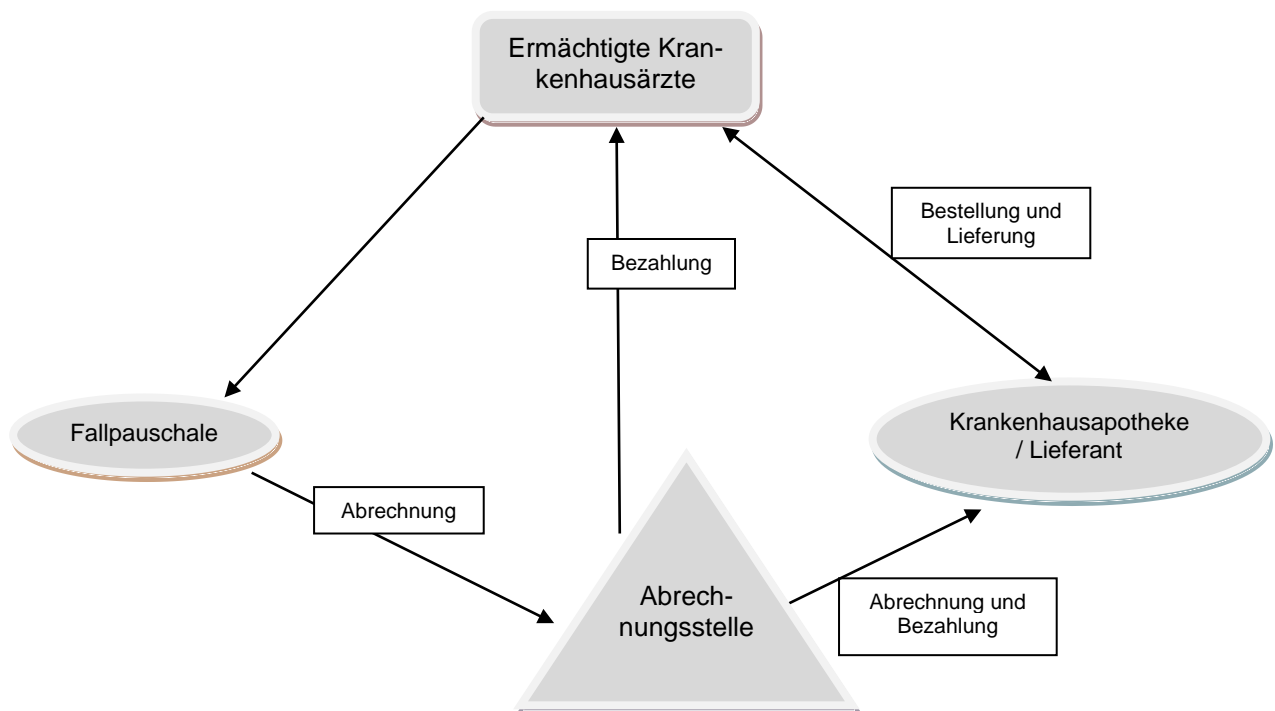 Ermächtigte Kran-
kenhausärzte
Bestellung und
Lieferung
Bezahlung
Fallpauschale
Krankenhausapotheke
/ Lieferant
Abrechnung
Abrech-
nungsstelle
Abrechnung und
Bezahlung